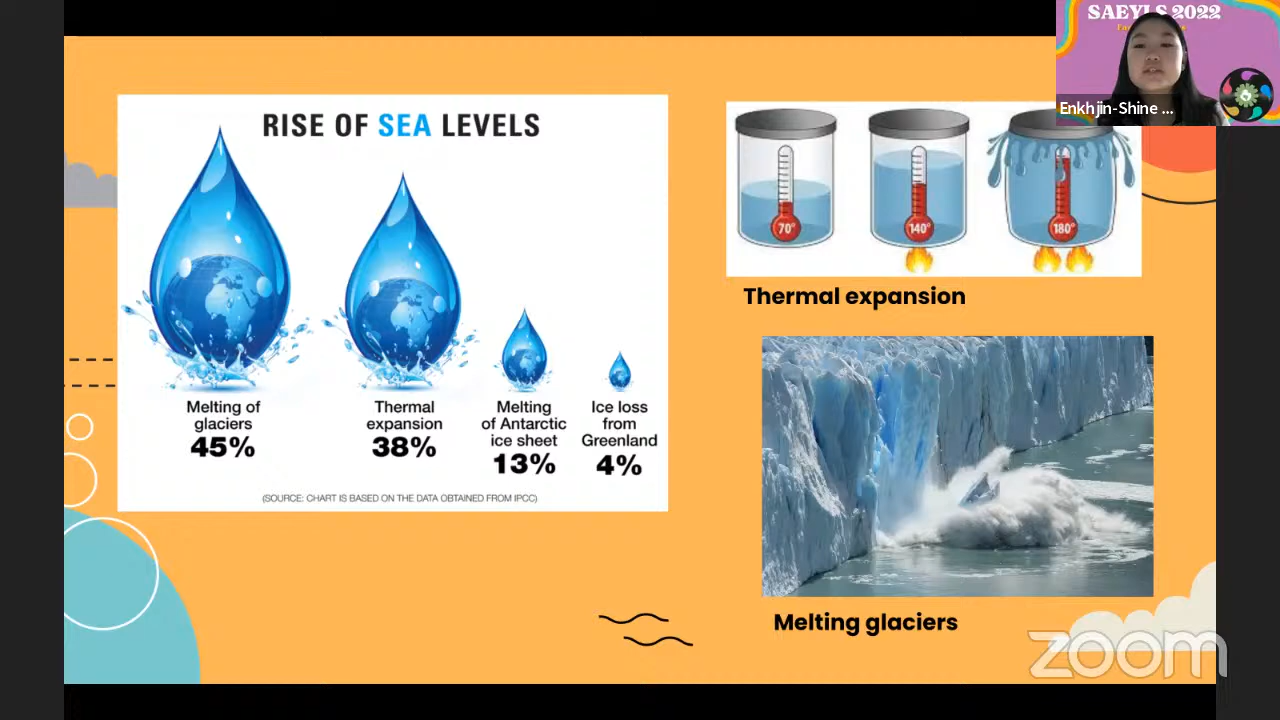 SAEYLS 2022
Enkhjin-Shine ...
RISE OF SEA LEVELS
Melting of
glaciers
45%
Thermal
expansion
38%
Melting
of Antarctic
ice sheet
13%
Ice loss
from
Greenland
4%
(SOURCE: CHART IS BASED ON THE DATA OBTAINED FROM IPCC)
70°
140°
180°
Thermal expansion
Melting glaciers
zoom